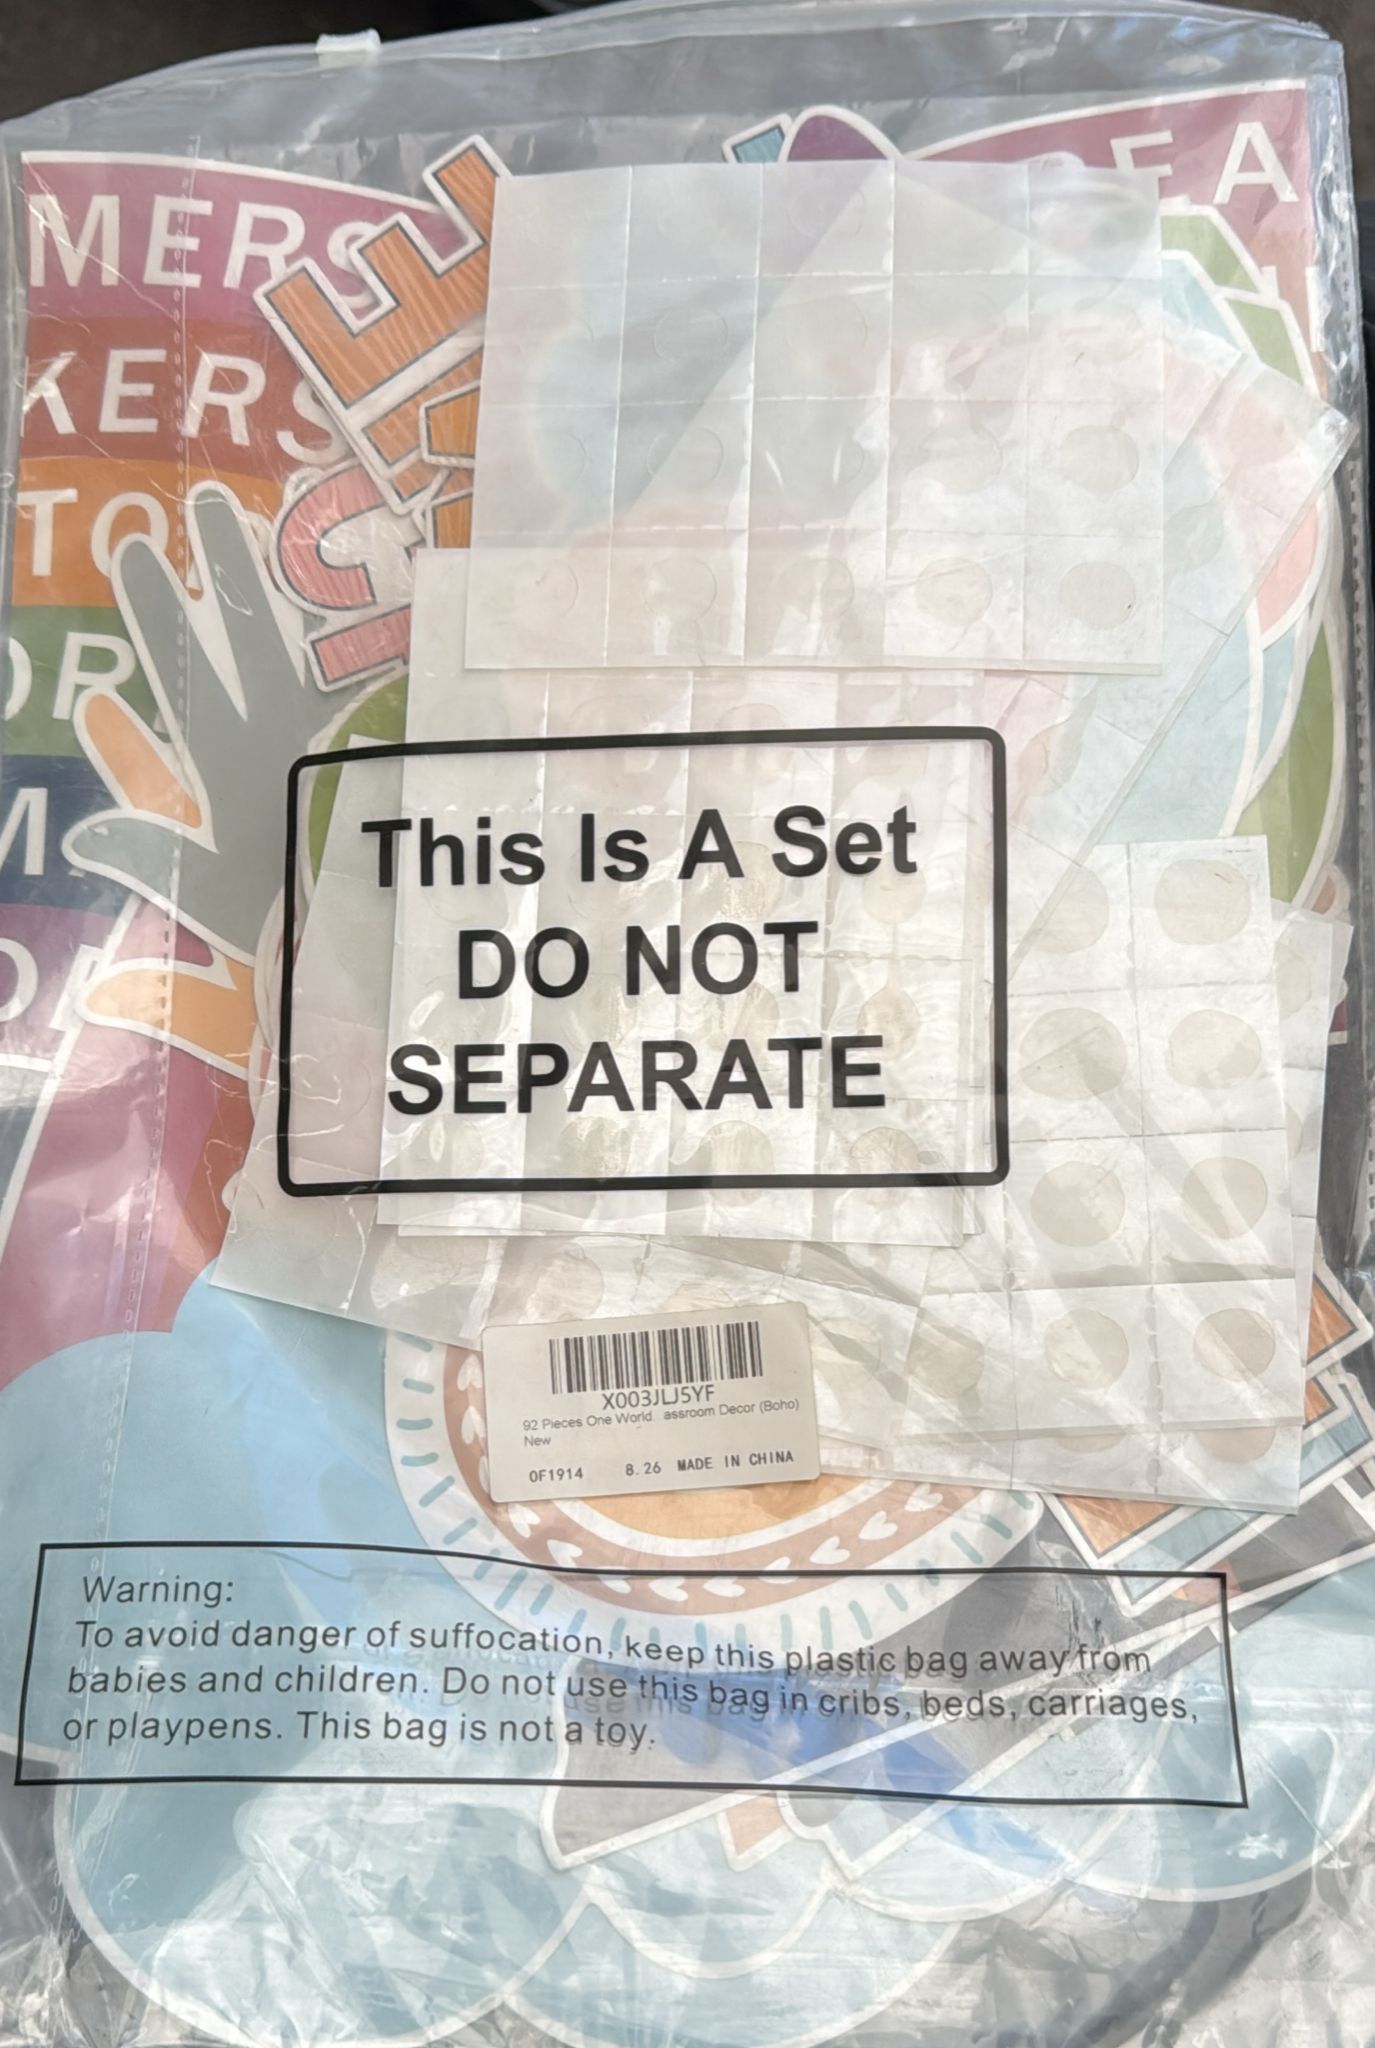 MERS
KERS
EA
This Is A Set
DO NOT
SEPARATE
X003JLJ5YF
92 Pieces One World. assroom Decor (Boho)
New
0F1914 8.26 MADE IN CHINA
Warning:
To avoid danger of suffocation, keep this plastic bag away from
babies and children. Do not use this bag in cribs, beds, carriages,
or playpens. This bag is not a toy.